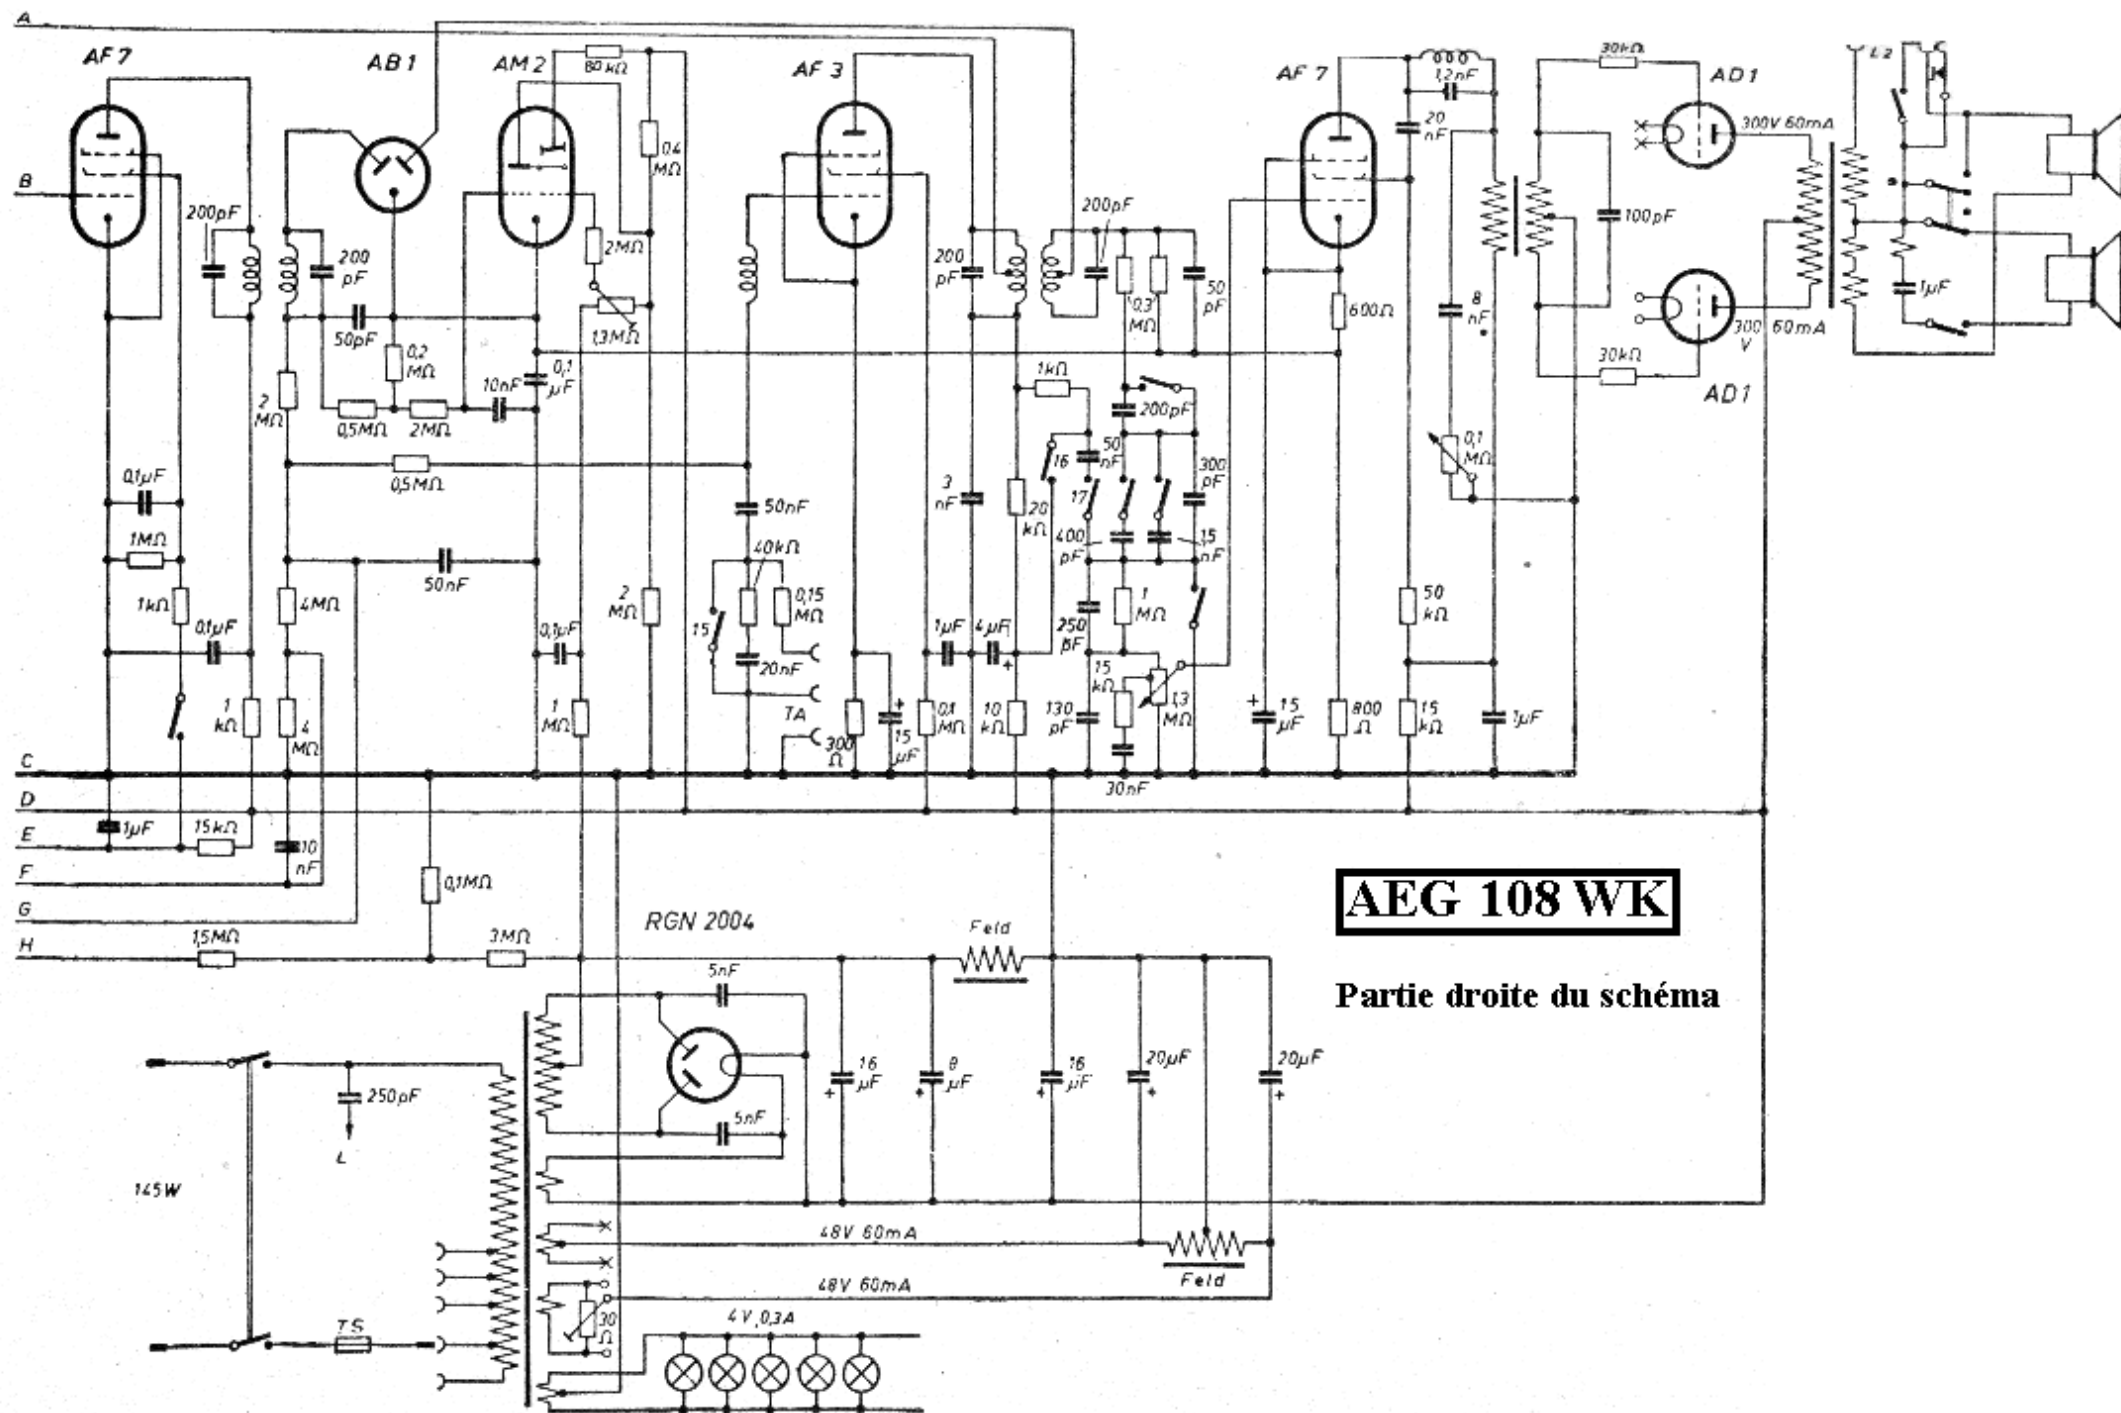 A
AF 7
AB 1
AM 2
80 kΩ
AF 3
AF 7
1,2 nF
30 kΩ
AD 1
L2
0,4 MΩ
20 nF
300V 60mA
B
200pF
200 pF
2MΩ
200 pF
200pF
100pF
50pF
0,2 MΩ
1,3MΩ
0,3 MΩ
50 pF
600Ω
8 nF
300 V 60mA
1µF
2 MΩ
0,5MΩ
2MΩ
10nF
0,1 µF
1kΩ
200pF
30kΩ
AD1
0,1µF
0,5MΩ
50nF
3 nF
20 kΩ
16
50 nF
17
300 pF
0,1 MΩ
1MΩ
50nF
40kΩ
400 pF
15 nF
1kΩ
4MΩ
2 MΩ
0,15 MΩ
250 pF
1 MΩ
50 kΩ
0,1µF
0,1µF
15
20nF
1µF
4µF
+
15 kΩ
1 kΩ
4 MΩ
1 MΩ
TA
300 Ω
+
15 µF
0,1 MΩ
10 kΩ
130 pF
1,3 MΩ
+
15 µF
800 Ω
15 kΩ
1µF
30nF
C
D
E
1µF
15kΩ
10 nF
F
0,1MΩ
G
H
1,5MΩ
3MΩ
RGN 2004
Feld
AEG 108 WK
Partie droite du schéma
5nF
5nF
16 µF
+
8 µF
+
16 µF
+
20µF
+
20µF
+
250pF
L
145W
48V 60mA
Feld
48V 60mA
30 Ω
4V,0,3A
TS